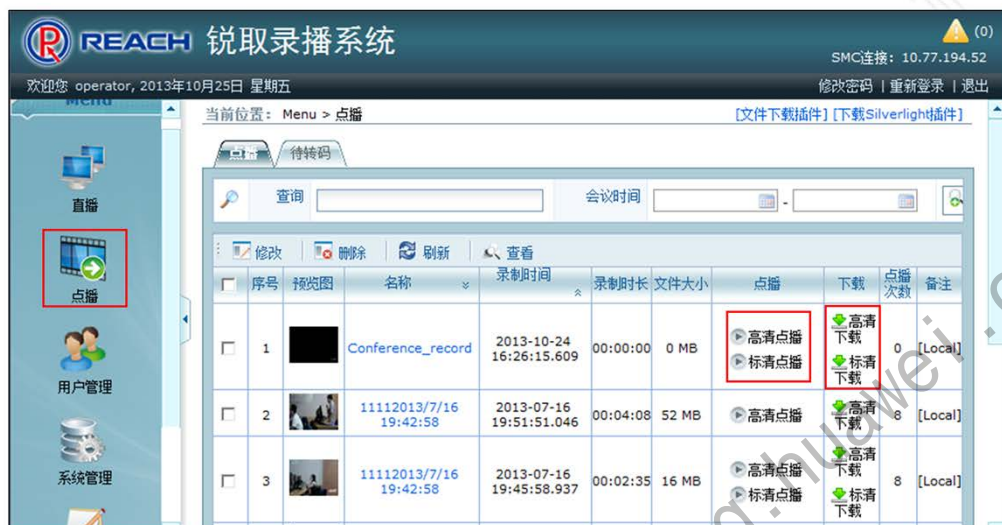 REACH 锐取录播系统
(0)
SMC连接: 10.77.194.52
欢迎您 operator, 2013年10月25日 星期五
修改密码 | 重新登录 | 退出
Menu
当前位置: Menu > 点播
[文件下载插件] [下载Silverlight插件]
点播
待转码
查询
会议时间
-
直播
点播
用户管理
系统管理
修改
删除
刷新
查看
序号 预览图 名称 录制时间 录制时长 文件大小 点播 下载 点播次数 备注
1 Conference_record 2013-10-24 16:26:15.609 00:00:00 0 MB 高清点播 标清点播 高清下载 标清下载 0 [Local]
2 11112013/7/16 19:42:58 2013-07-16 19:51:51.046 00:04:08 52 MB 高清点播 高清下载 8 [Local]
3 11112013/7/16 19:42:58 2013-07-16 19:45:58.937 00:02:35 16 MB 高清点播 标清点播 高清下载 标清下载 8 [Local]